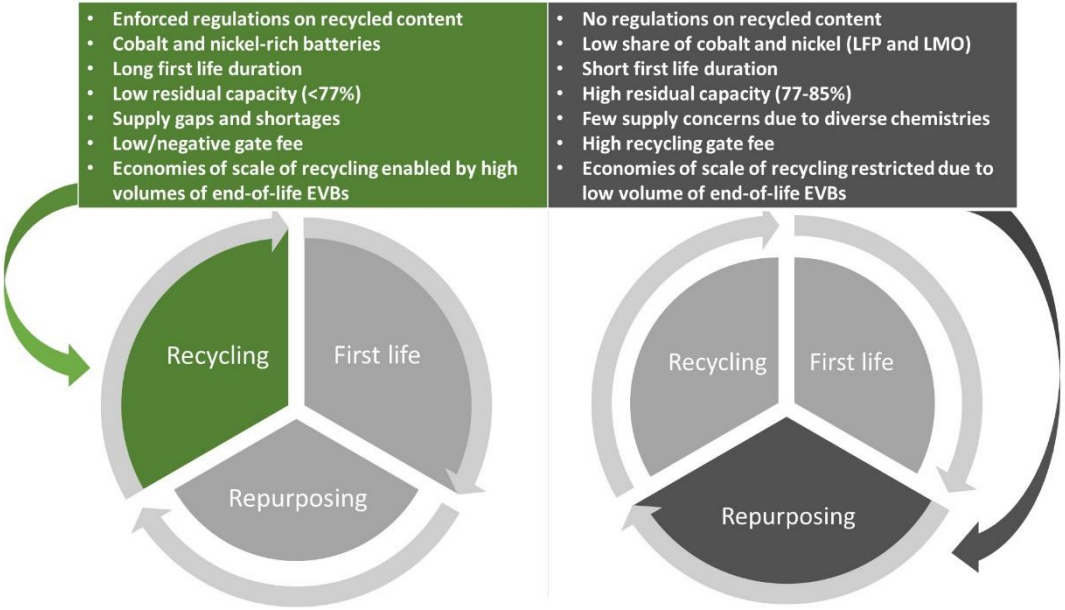 • Enforced regulations on recycled content
• Cobalt and nickel-rich batteries
• Long first life duration
• Low residual capacity (<77%)
• Supply gaps and shortages
• Low/negative gate fee
• Economies of scale of recycling enabled by high
volumes of end-of-life EVBs
• No regulations on recycled content
• Low share of cobalt and nickel (LFP and LMO)
• Short first life duration
• High residual capacity (77-85%)
• Few supply concerns due to diverse chemistries
• High recycling gate fee
• Economies of scale of recycling restricted due to
low volume of end-of-life EVBs
Recycling
First life
Repurposing
Recycling
First life
Repurposing